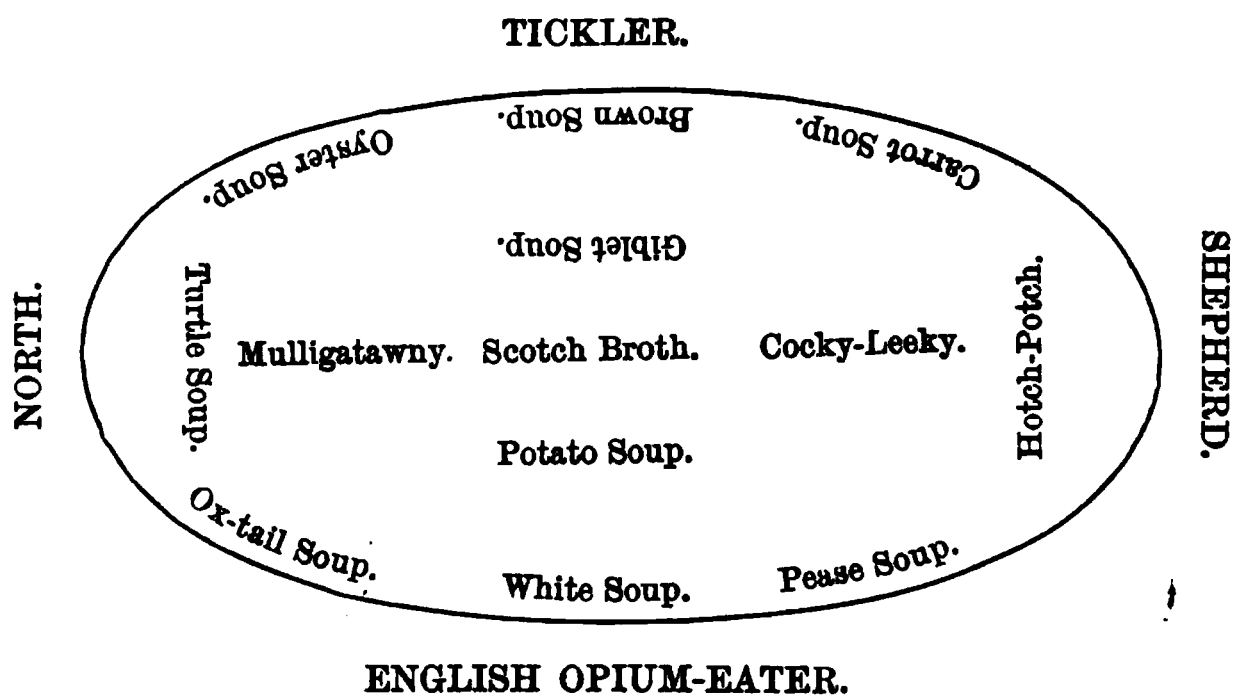 TICKLER.
Brown Soup.
Oyster Soup.
Carrot Soup.
Giblet Soup.
NORTH.
Turtle Soup.
Mulligatawny. Scotch Broth. Cocky-Leeky.
Hotch-Potch.
SHEPHERD.
Potato Soup.
Ox-tail Soup.
White Soup.
Pease Soup.
ENGLISH OPIUM-EATER.